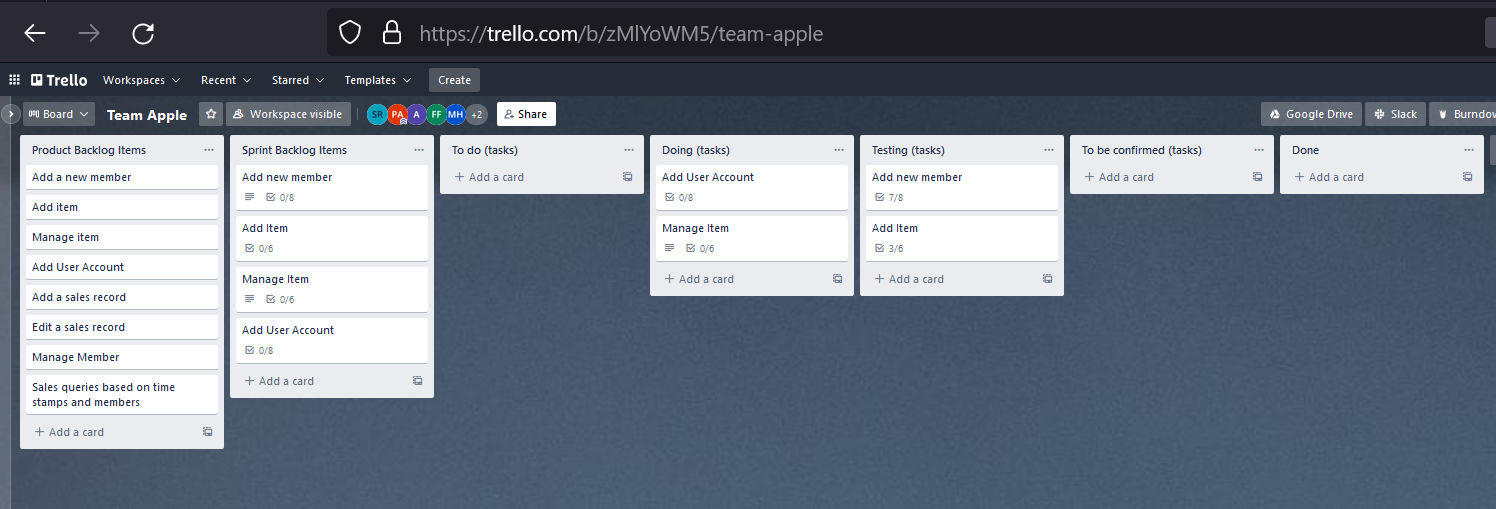 https://trello.com/b/zMlYoWM5/team-apple
Trello Workspaces Recent Starred Templates Create
Board Team Apple Workspace visible SR PA A FF MH +2 Share Google Drive Slack
Product Backlog Items
Add a new member
Add item
Manage item
Add User Account
Add a sales record
Edit a sales record
Manage Member
Sales queries based on time
stamps and members
+ Add a card
Sprint Backlog Items
Add new member
0/8
Add Item
0/6
Manage Item
0/6
Add User Account
0/8
+ Add a card
To do (tasks)
+ Add a card
Doing (tasks)
Add User Account
0/8
Manage Item
0/6
+ Add a card
Testing (tasks)
Add new member
7/8
Add Item
3/6
+ Add a card
To be confirmed (tasks)
+ Add a card
Done
+ Add a card